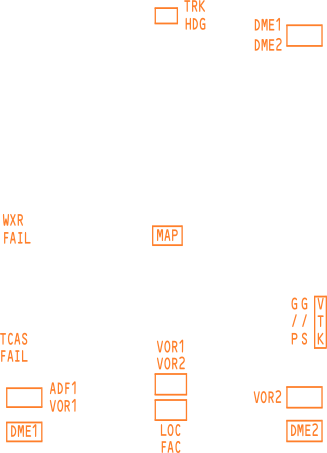 TRK
HDG
DME1
DME2
WXR
FAIL
MAP
G G V
/ / T
P S K
TCAS
FAIL
VOR1
VOR2
ADF1
VOR1
VOR2
DME1
LOC
FAC
DME2